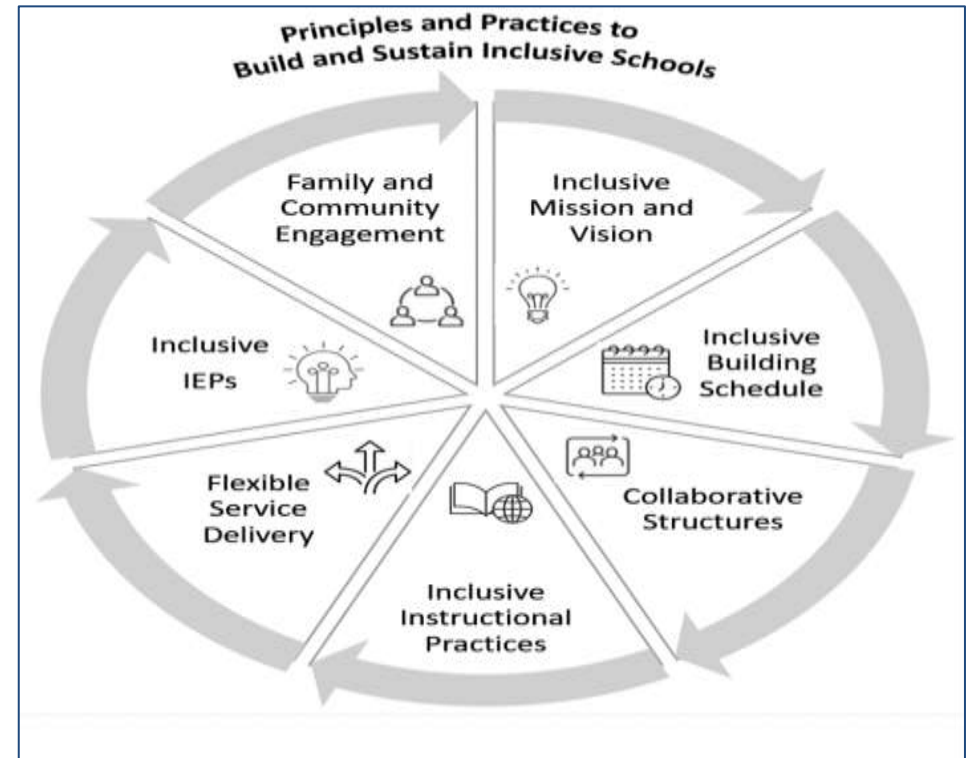 Principles and Practices to
Build and Sustain Inclusive Schools
Family and
Community
Engagement
Inclusive
Mission and
Vision
Inclusive
Building
Schedule
Collaborative
Structures
Inclusive
Instructional
Practices
Flexible
Service
Delivery
Inclusive
IEPs